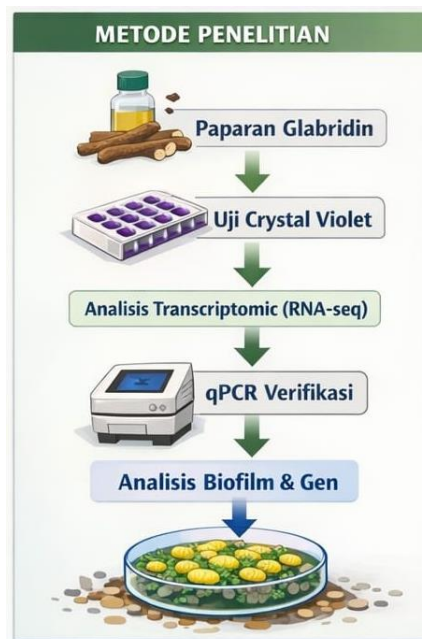 METODE PENELITIAN
Paparan Glabridin
Uji Crystal Violet
Analisis Transcriptomic (RNA-seq)
qPCR Verifikasi
Analisis Biofilm & Gen